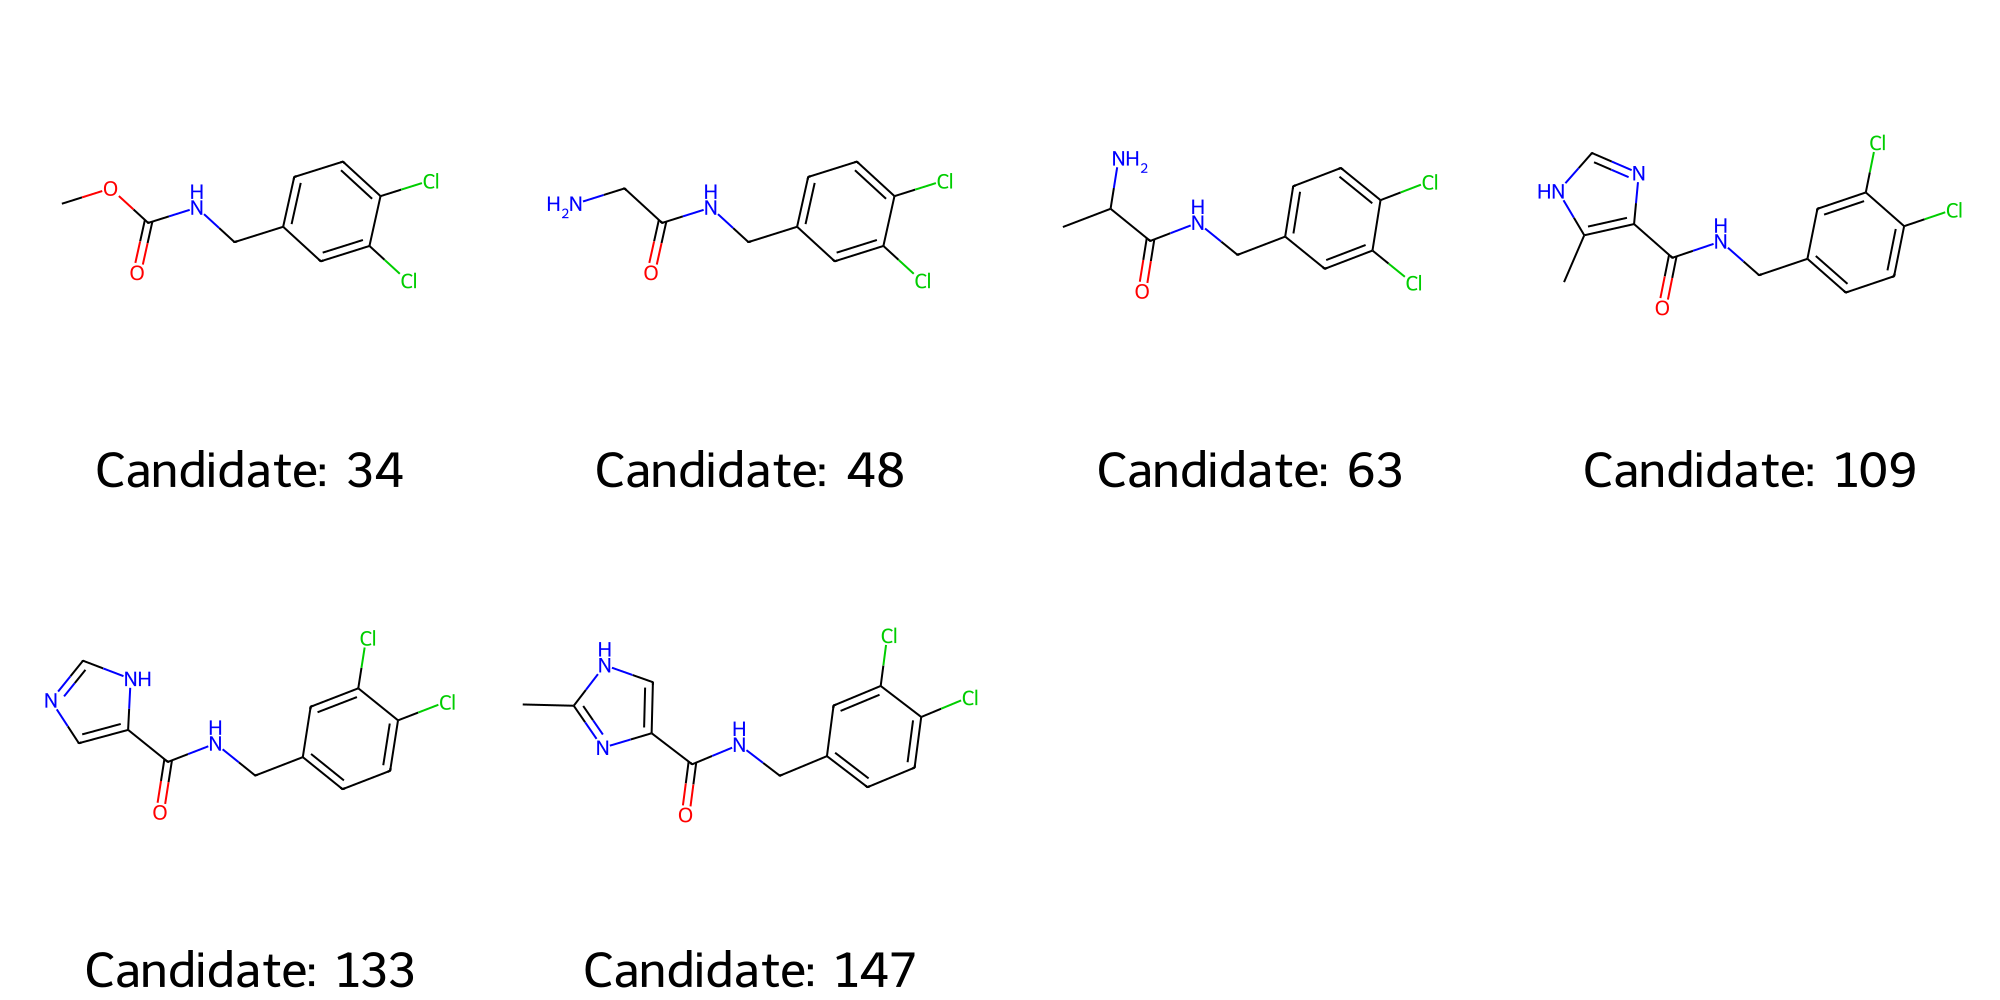 O
H
N
O
Cl
Cl
H₂N
O
H
N
Cl
Cl
NH₂
O
H
N
Cl
Cl
HN
N
O
H
N
Cl
Cl
Candidate: 34
Candidate: 48
Candidate: 63
Candidate: 109
N
NH
O
H
N
Cl
Cl
H
N
N
O
H
N
Cl
Cl
Candidate: 133
Candidate: 147